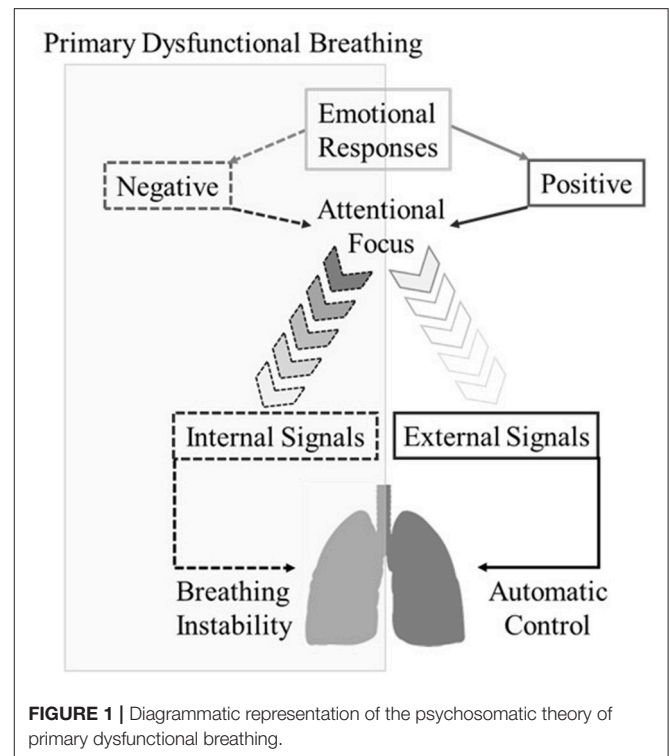 Primary Dysfunctional Breathing
Emotional
Responses
Negative
Positive
Attentional
Focus
Internal Signals
External Signals
Breathing
Instability
Automatic
Control
FIGURE 1 | Diagrammatic representation of the psychosomatic theory of
primary dysfunctional breathing.